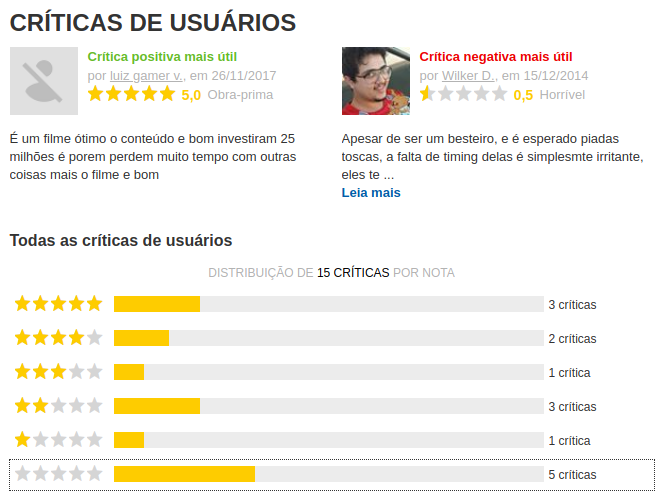 CRÍTICAS DE USUÁRIOS
Crítica positiva mais útil
por luiz gamer v., em 26/11/2017
5,0 Obra-prima
É um filme ótimo o conteúdo e bom investiram 25
milhões é porem perdem muito tempo com outras
coisas mais o filme e bom
Crítica negativa mais útil
por Wilker D., em 15/12/2014
0,5 Horrível
Apesar de ser um besteiro, e é esperado piadas
toscas, a falta de timing delas é simplesmte irritante,
eles te ...
Leia mais
Todas as críticas de usuários
DISTRIBUIÇÃO DE 15 CRÍTICAS POR NOTA
3 críticas
2 críticas
1 crítica
3 críticas
1 crítica
5 críticas